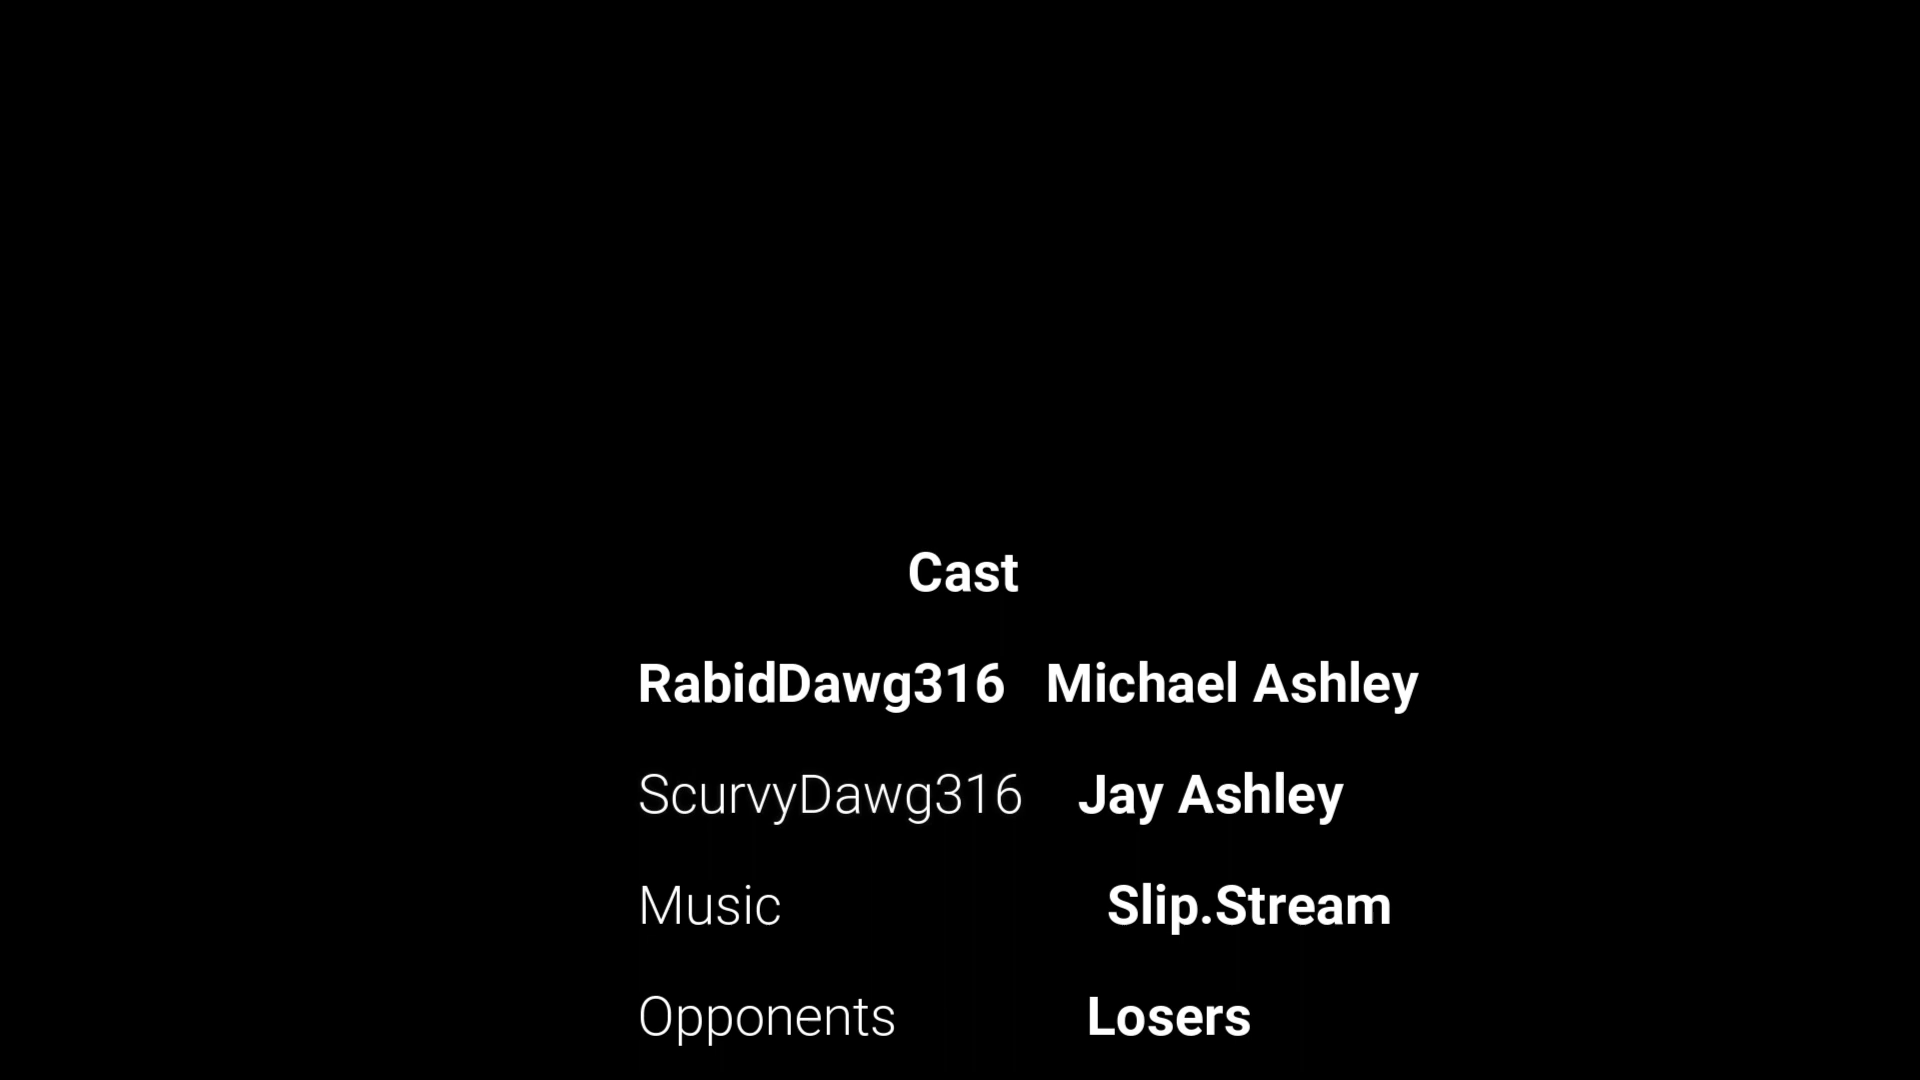 Cast
RabidDawg316 Michael Ashley
ScurvyDawg316 Jay Ashley
Music Slip.Stream
Opponents Losers